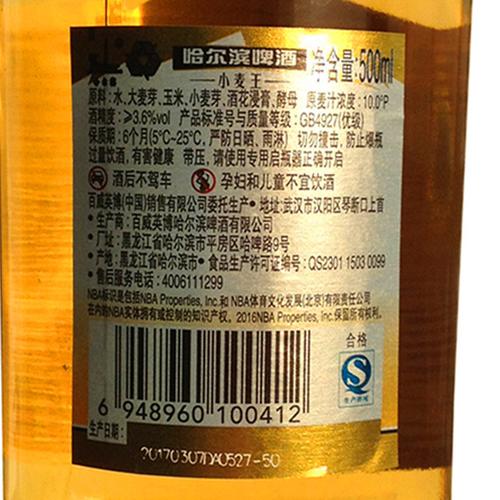 哈尔滨啤酒 净含量:500ml
小麦王
原料:水、大麦芽、玉米、小麦芽、酒花浸膏、酵母 原麦汁浓度:10.0°P
酒精度:≥3.6%vol 产品标准号与质量等级:GB4927(优级)
保质期:6个月(5°C~25°C,严防日晒、雨淋) 切勿撞击,防止爆瓶
过量饮酒,有害健康 带压,请使用专用启瓶器正确开启
酒后不驾车 孕妇和儿童不宜饮酒
百威英博(中国)销售有限公司委托生产• 地址:武汉市汉阳区琴断口上首
• 生产商:百威英博哈尔滨啤酒有限公司
• 厂址:黑龙江省哈尔滨市平房区哈啤路9号
• 产地:黑龙江省哈尔滨市• 食品生产许可证编号:QS2301 1503 0099
• 售后服务电话:4006111299
NBA标识是包括NBA Properties, Inc.和 NBA体育文化发展(北京)有限责任公司
在内的NBA实体拥有或控制的知识产权。2016NBA Properties, Inc.保留所有权利。
合格
QS
生产许可
6 948960 100412
生产日期:
20170307DA0527-50